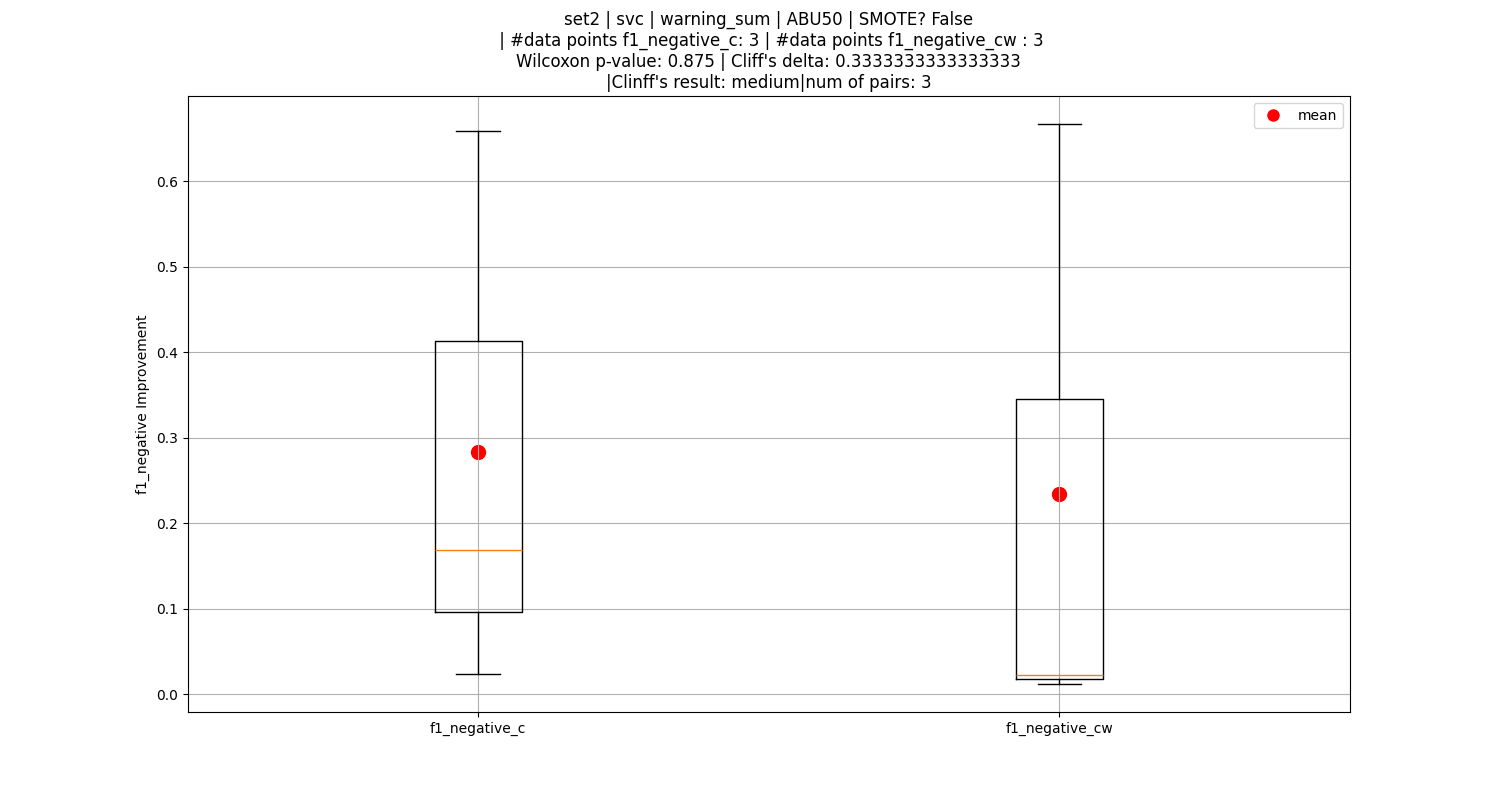 set2 | svc | warning_sum | ABU50 | SMOTE? False
| #data points f1_negative_c: 3 | #data points f1_negative_cw : 3
Wilcoxon p-value: 0.875 | Cliff's delta: 0.3333333333333333
|Clinff's result: medium|num of pairs: 3
mean
0.6
0.5
0.4
0.3
0.2
0.1
0.0
f1_negative Improvement
f1_negative_c
f1_negative_cw